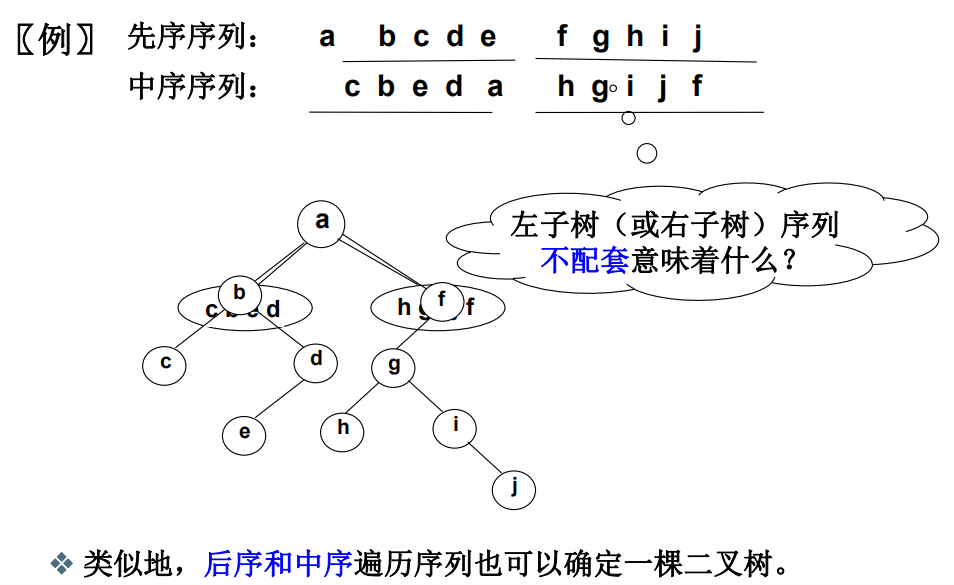 〖例〗 先序序列： a b c d e f g h i j
中序序列： c b e d a h g i j f
左子树（或右子树）序列
不配套意味着什么？
a
b
f
c d
h g f
c
d
g
e
h
i
j
❖ 类似地，后序和中序遍历序列也可以确定一棵二叉树。